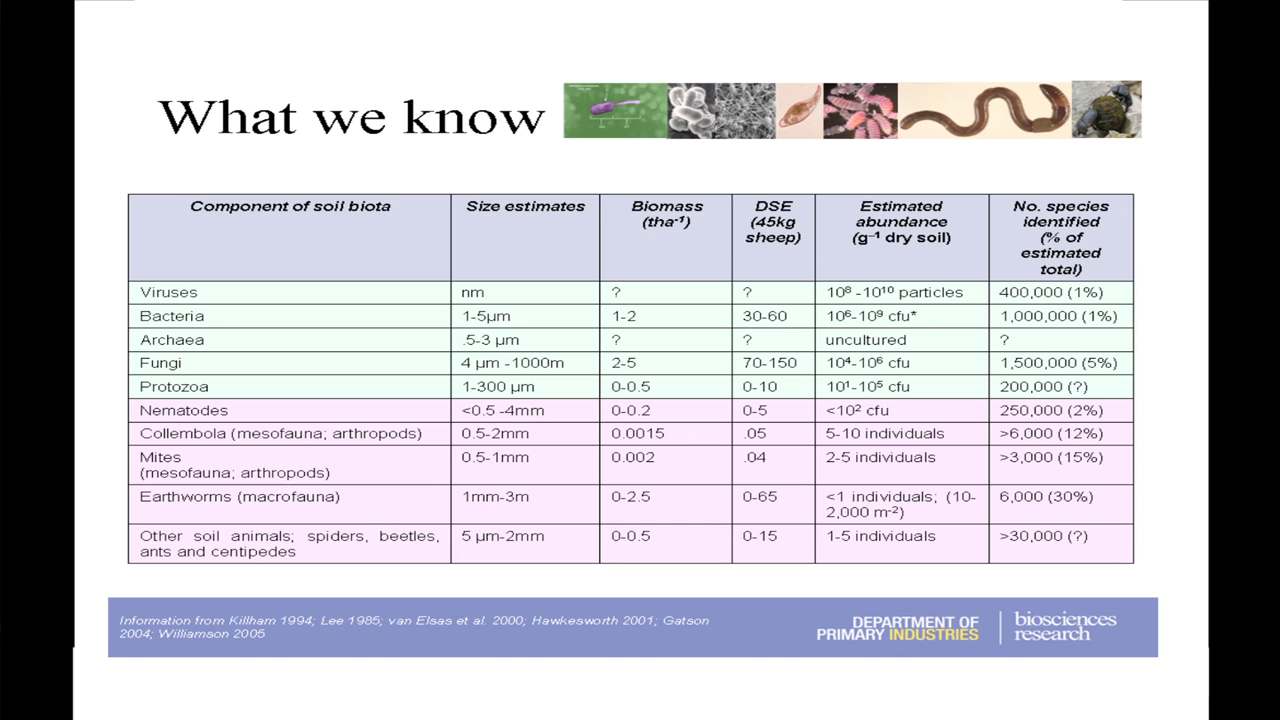 What we know
Component of soil biota Size estimates Biomass (tha⁻¹) DSE (45kg sheep) Estimated abundance (g⁻¹ dry soil) No. species identified (% of estimated total)
Viruses nm ? ? 10⁸ -10¹⁰ particles 400,000 (1%)
Bacteria 1-5µm 1-2 30-60 10⁶-10⁹ cfu* 1,000,000 (1%)
Archaea .5-3 µm ? ? uncultured ?
Fungi 4 µm -1000m 2-5 70-150 10⁴-10⁶ cfu 1,500,000 (5%)
Protozoa 1-300 µm 0-0.5 0-10 10¹-10⁵ cfu 200,000 (?)
Nematodes <0.5 -4mm 0-0.2 0-5 <10² cfu 250,000 (2%)
Collembola (mesofauna; arthropods) 0.5-2mm 0.0015 .05 5-10 individuals >6,000 (12%)
Mites (mesofauna; arthropods) 0.5-1mm 0.002 .04 2-5 individuals >3,000 (15%)
Earthworms (macrofauna) 1mm-3m 0-2.5 0-65 <1 individuals; (10-2,000 m⁻²) 6,000 (30%)
Other soil animals; spiders, beetles, ants and centipedes 5 µm-2mm 0-0.5 0-15 1-5 individuals >30,000 (?)
Information from Killham 1994; Lee 1985; van Elsas et al. 2000; Hawkesworth 2001; Gatson
2004; Williamson 2005
DEPARTMENT OF
PRIMARY INDUSTRIES
biosciences
research